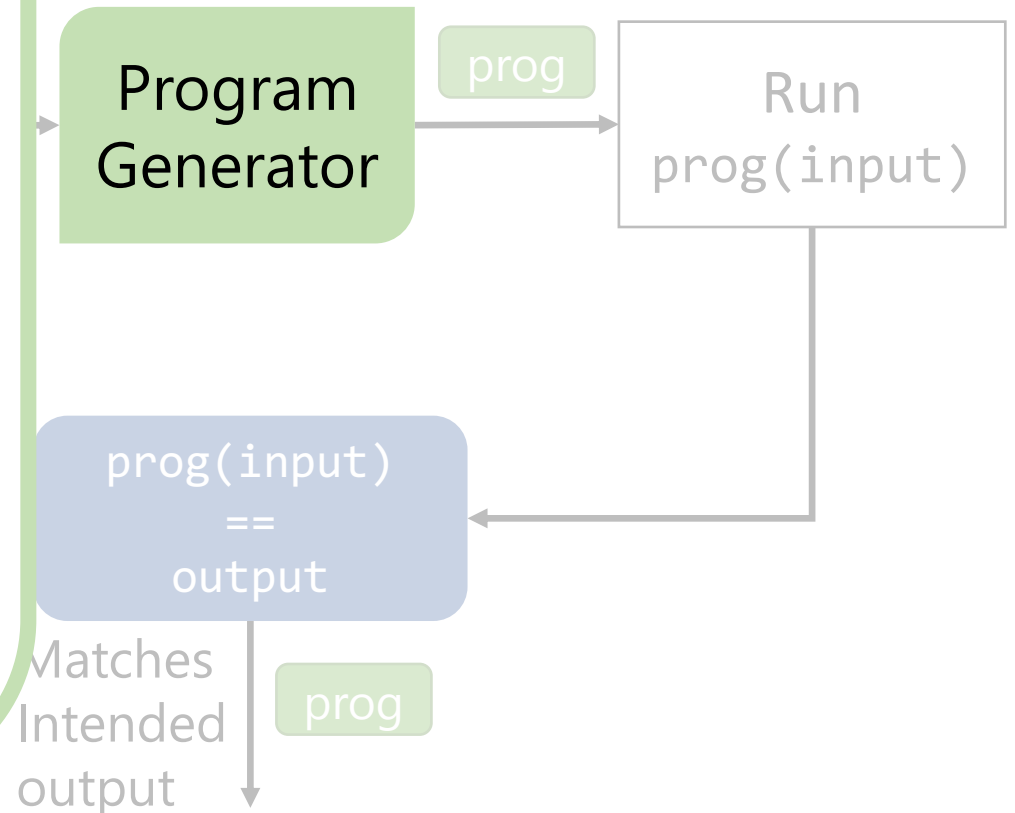 Program
Generator
prog
Run
prog(input)
prog(input)
==
output
Matches
Intended
output
prog